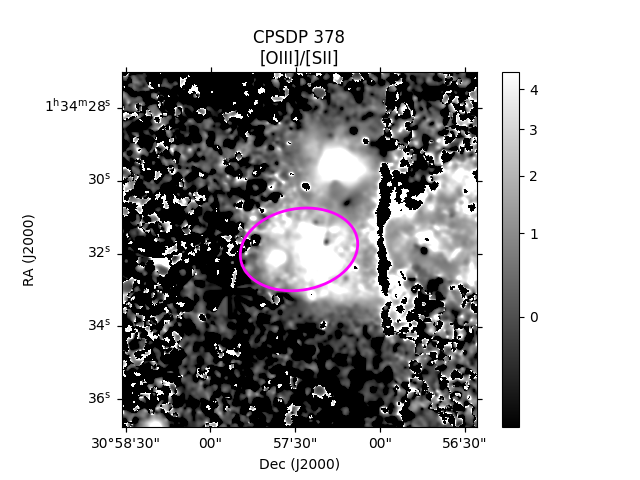 CPSDP 378
[OIII]/[SII]
1ʰ34ᵐ28ˢ
30ˢ
32ˢ
34ˢ
36ˢ
RA (J2000)
30°58'30"
00"
57'30"
00"
56'30"
Dec (J2000)
4
3
2
1
0